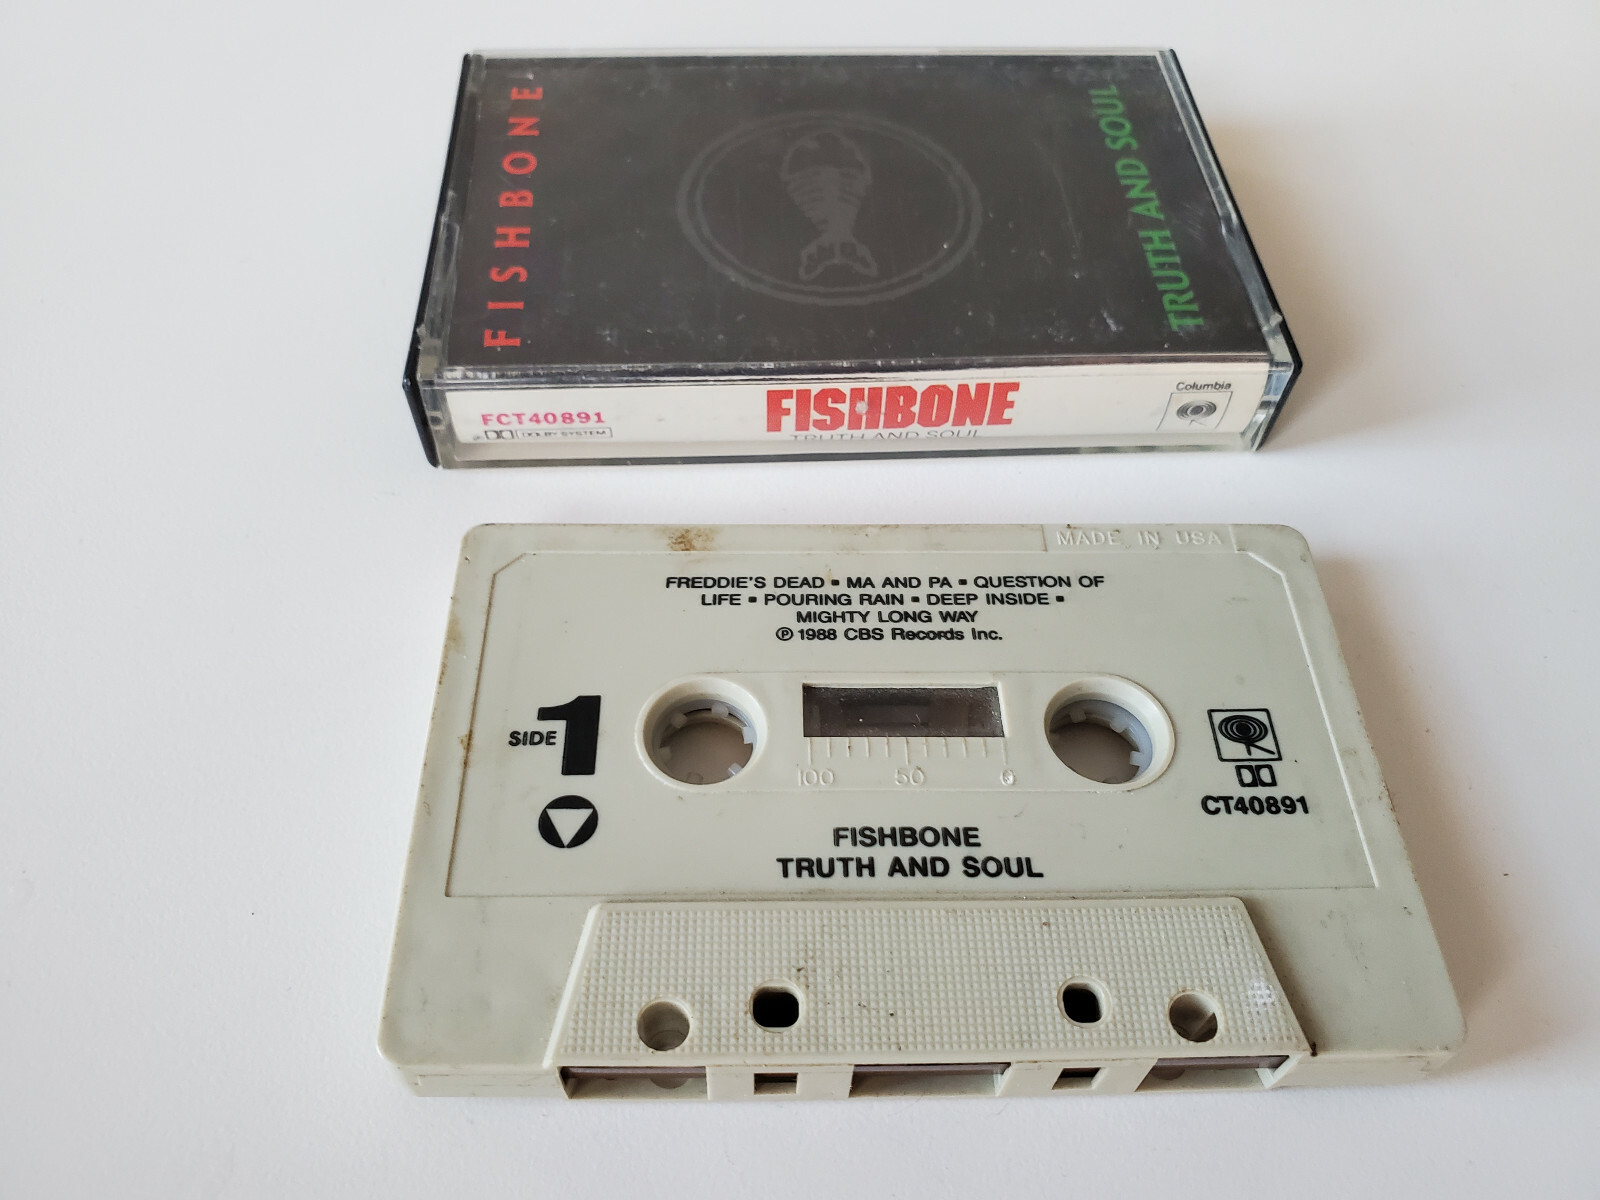 FISHBONE
TRUTH AND SOUL
FCT40891
DOLBY SYSTEM
FISHBONE
TRUTH AND SOUL
Columbia
MADE IN USA
FREDDIE'S DEAD ▪ MA AND PA ▪ QUESTION OF
LIFE ▪ POURING RAIN ▪ DEEP INSIDE ▪
MIGHTY LONG WAY
℗ 1988 CBS Records Inc.
SIDE 1
100 50 0
CT40891
FISHBONE
TRUTH AND SOUL